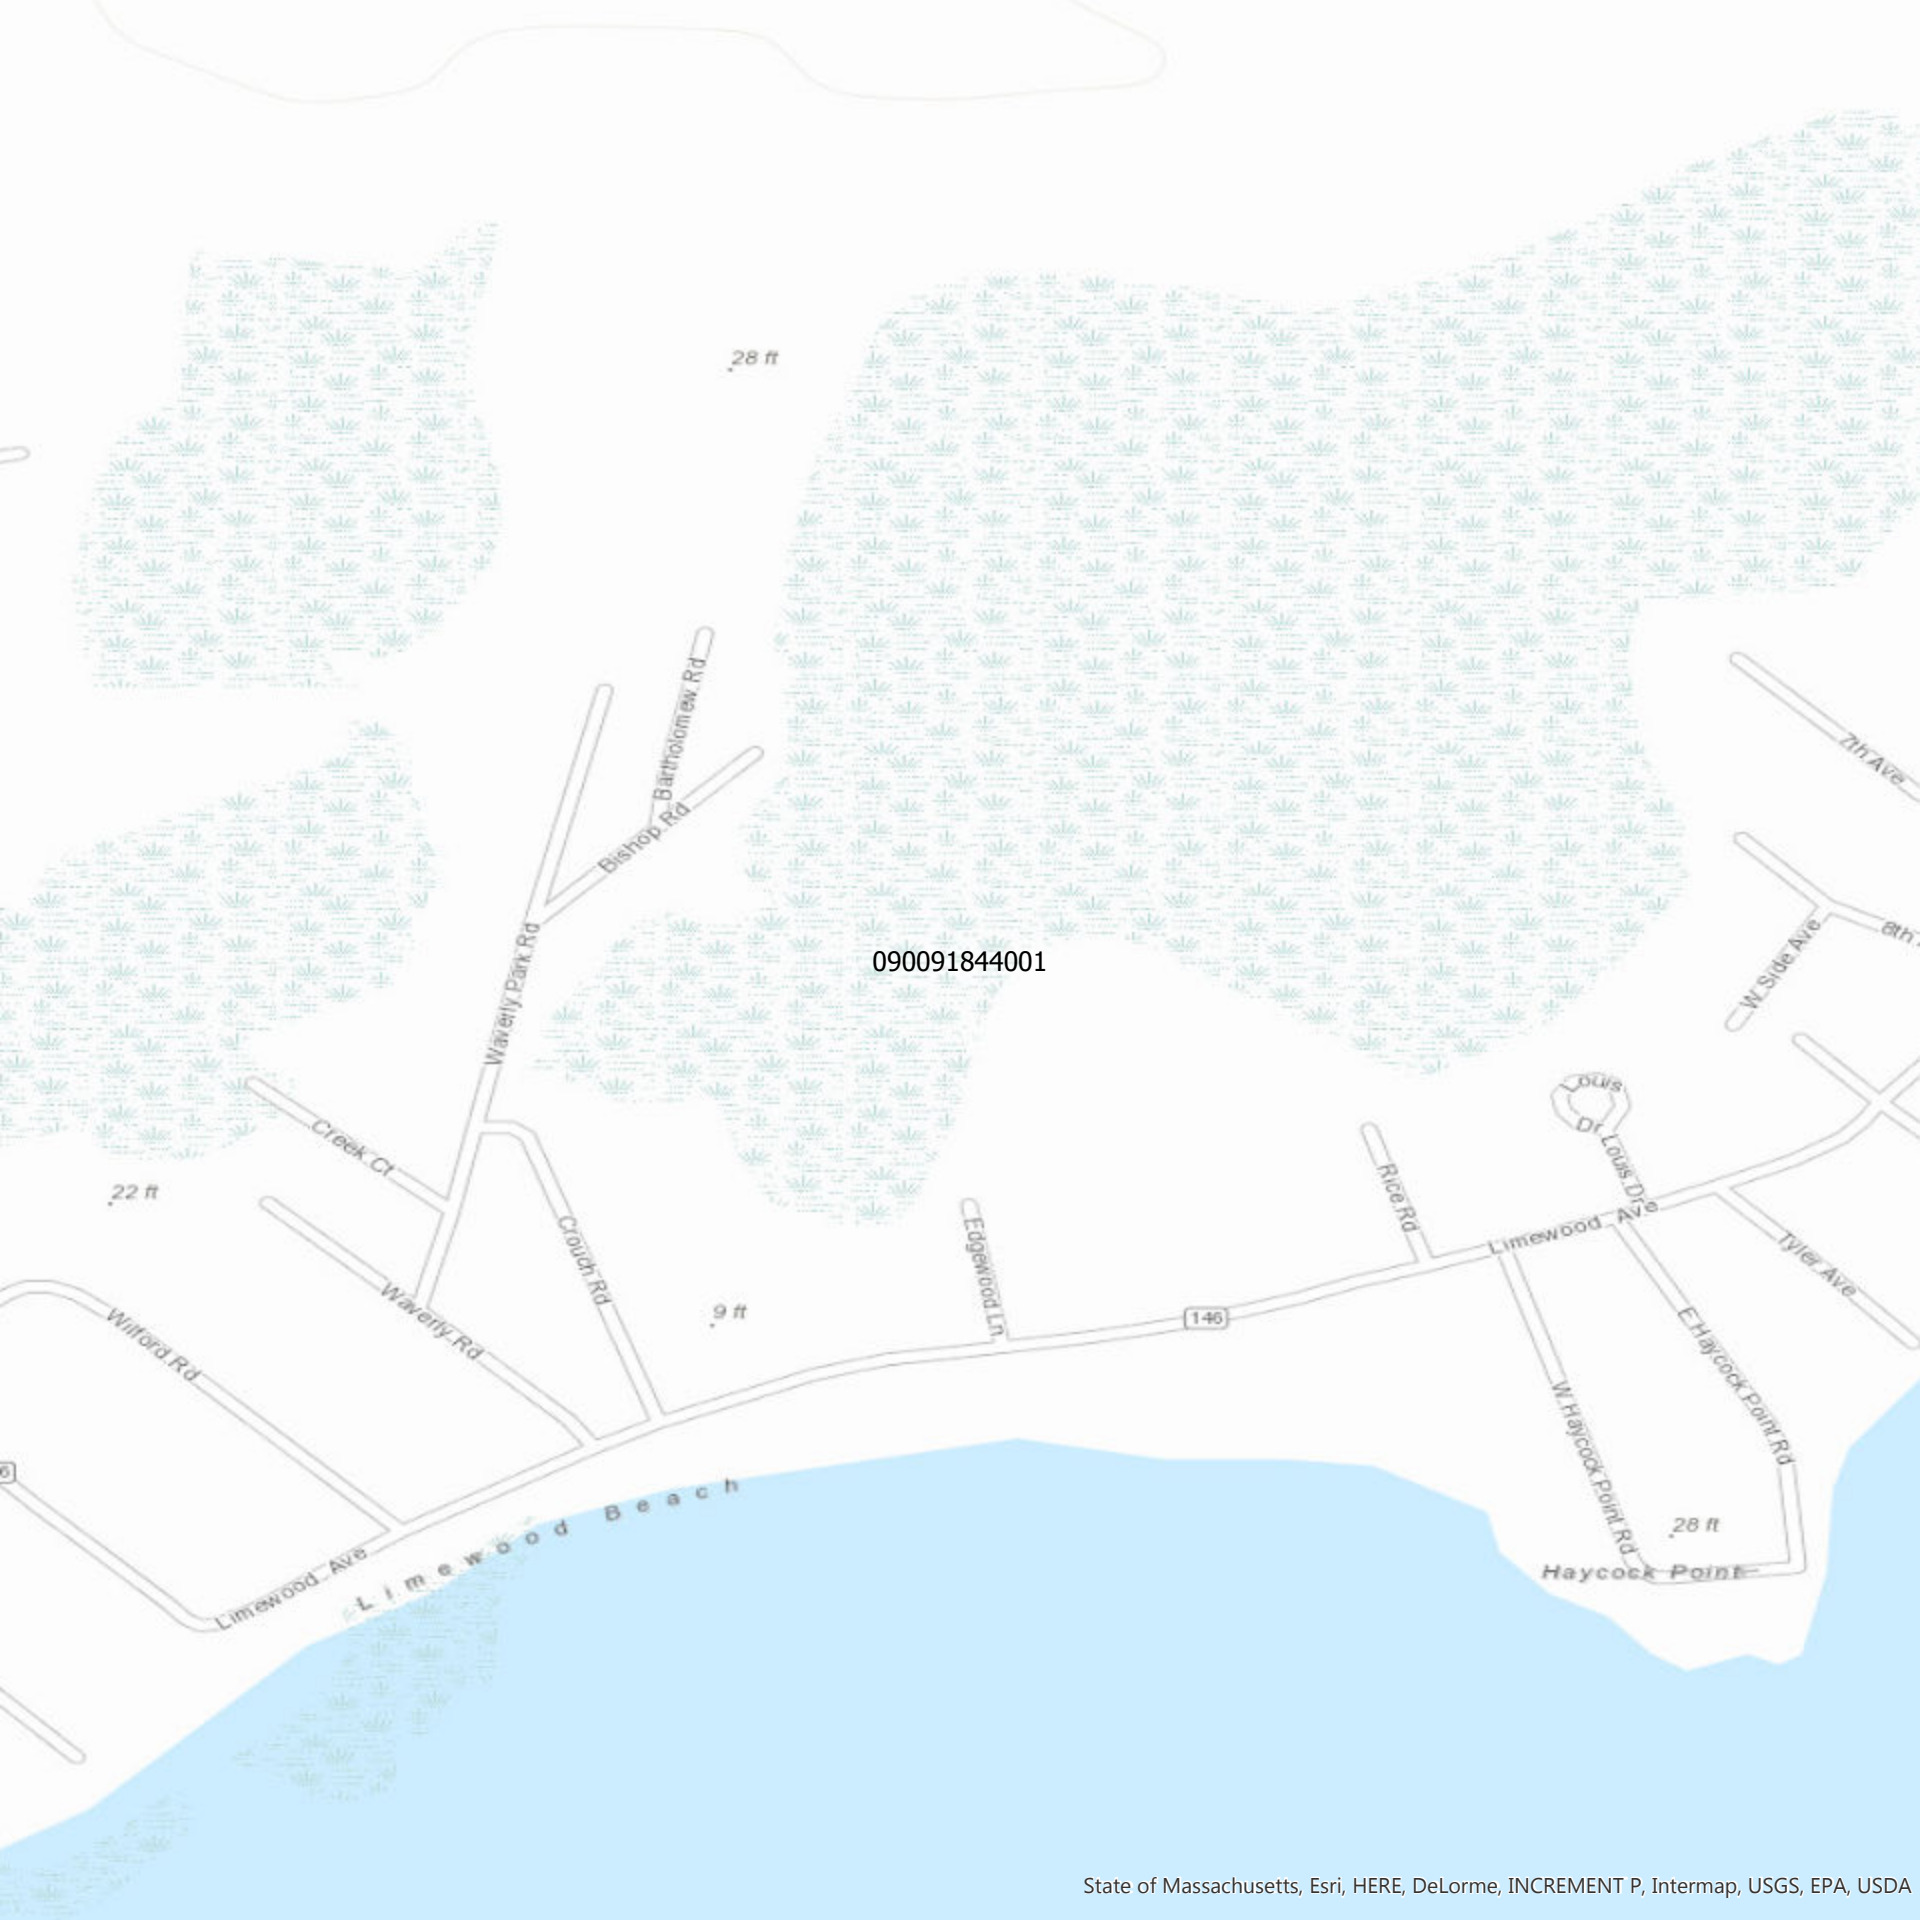 28 ft
Bartholomew Rd
Bishop Rd
7th Ave
Waverly Park Rd
090091844001
8th
W Side Ave
Louis
Dr
Louis Dr
Creek Ct
22 ft
Rice Rd
Crouch Rd
Edgewood Ln
Limewood Ave
Tyler Ave
Waverly Rd
9 ft
146
Wilford Rd
E Haycock Point Rd
W Haycock Point Rd
6
Limewood Beach
Limewood Ave
28 ft
Haycock Point
State of Massachusetts, Esri, HERE, DeLorme, INCREMENT P, Intermap, USGS, EPA, USDA